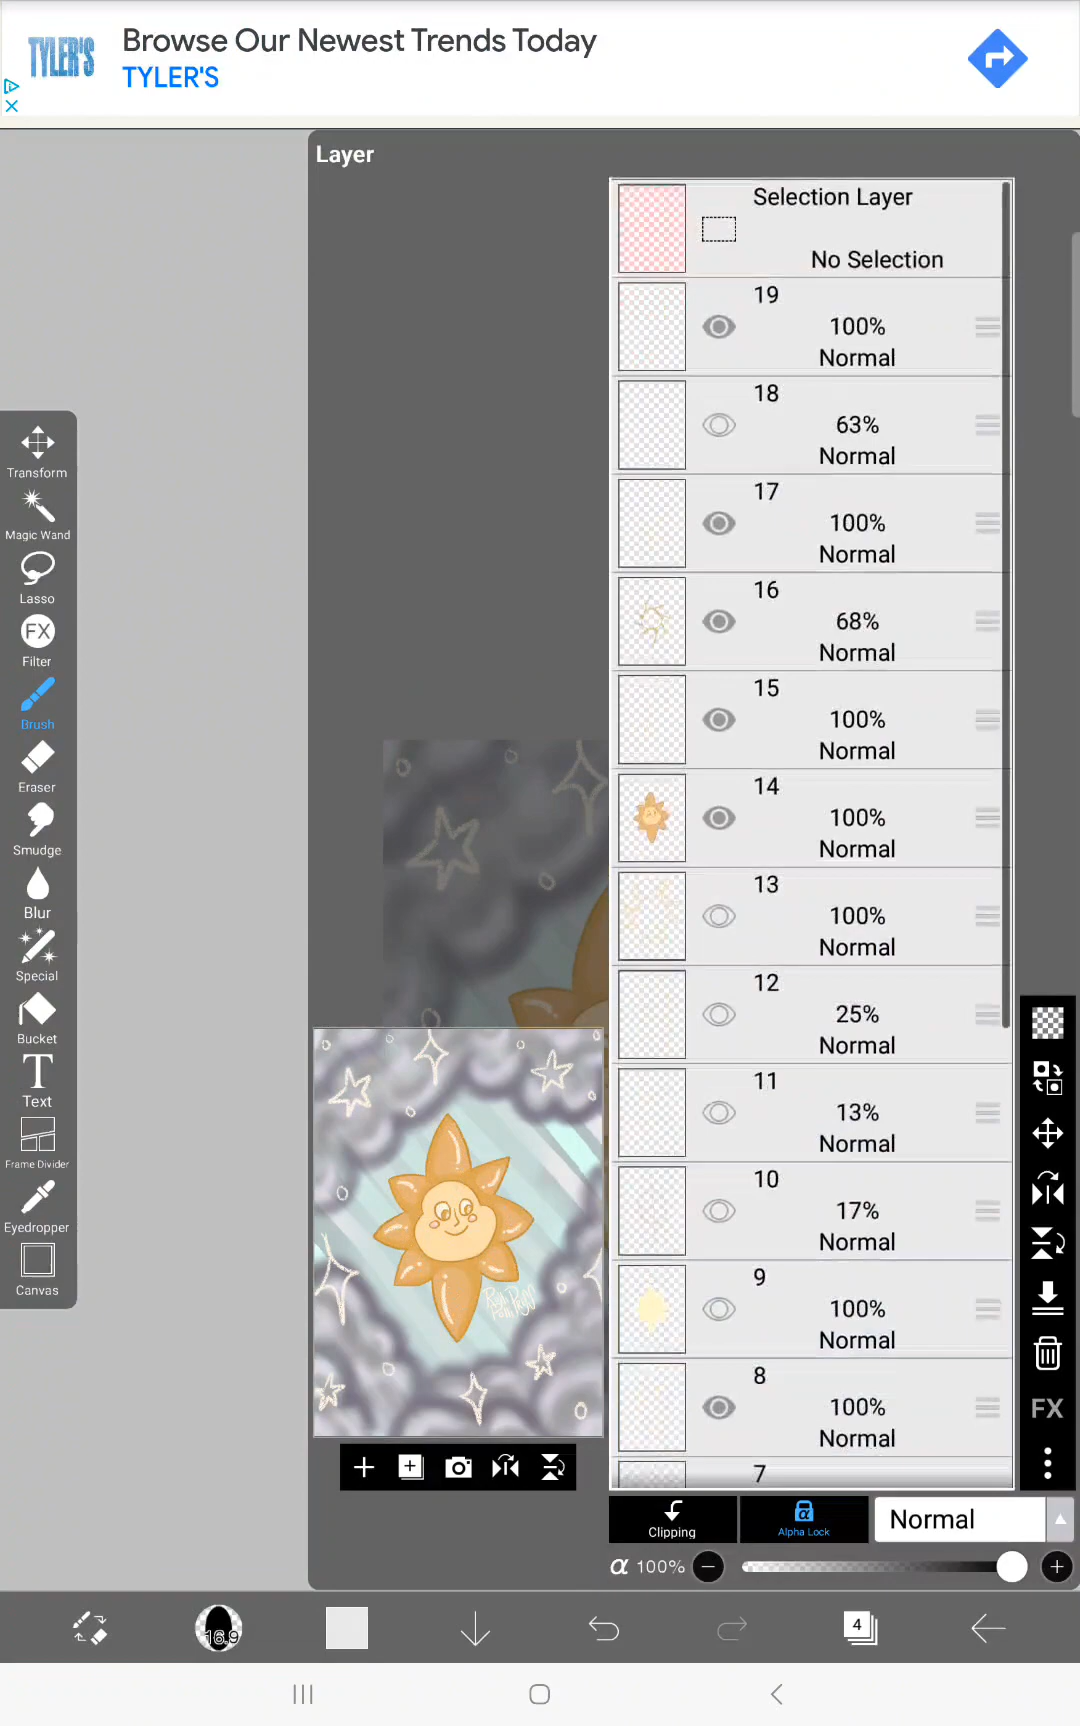 TYLER'S
Browse Our Newest Trends Today
TYLER'S
Layer
Selection Layer
No Selection
19
100%
Normal
18
63%
Normal
17
100%
Normal
16
68%
Normal
15
100%
Normal
14
100%
Normal
13
100%
Normal
12
25%
Normal
11
13%
Normal
10
17%
Normal
9
100%
Normal
8
100%
Normal
7
Transform
Magic Wand
Lasso
FX
Filter
Brush
Eraser
Smudge
Blur
Special
Bucket
T
Text
Frame Divider
Eyedropper
Canvas
FX
Clipping
α
Alpha Lock
Normal
α 100%
16.9
4